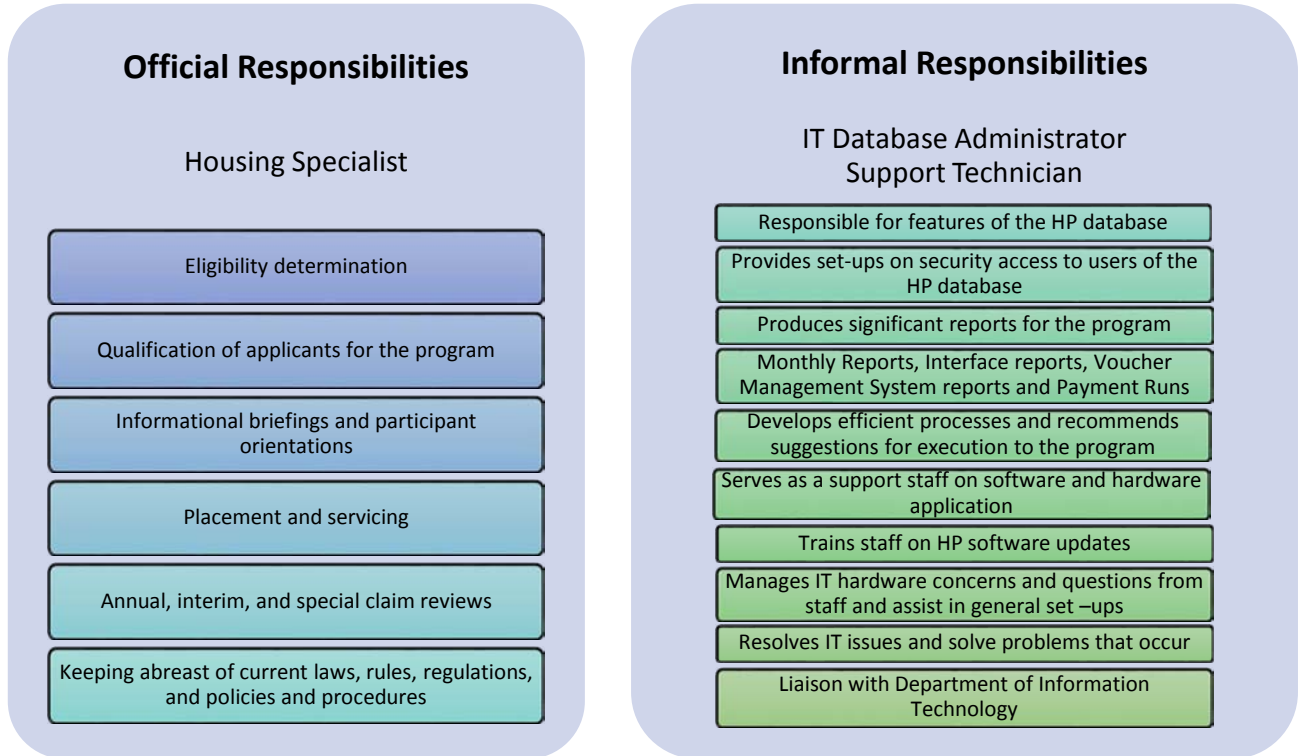 Official Responsibilities
Housing Specialist
Eligibility determination
Qualification of applicants for the program
Informational briefings and participant
orientations
Placement and servicing
Annual, interim, and special claim reviews
Keeping abreast of current laws, rules, regulations,
and policies and procedures
Informal Responsibilities
IT Database Administrator
Support Technician
Responsible for features of the HP database
Provides set-ups on security access to users of the
HP database
Produces significant reports for the program
Monthly Reports, Interface reports, Voucher
Management System reports and Payment Runs
Develops efficient processes and recommends
suggestions for execution to the program
Serves as a support staff on software and hardware
application
Trains staff on HP software updates
Manages IT hardware concerns and questions from
staff and assist in general set –ups
Resolves IT issues and solve problems that occur
Liaison with Department of Information
Technology